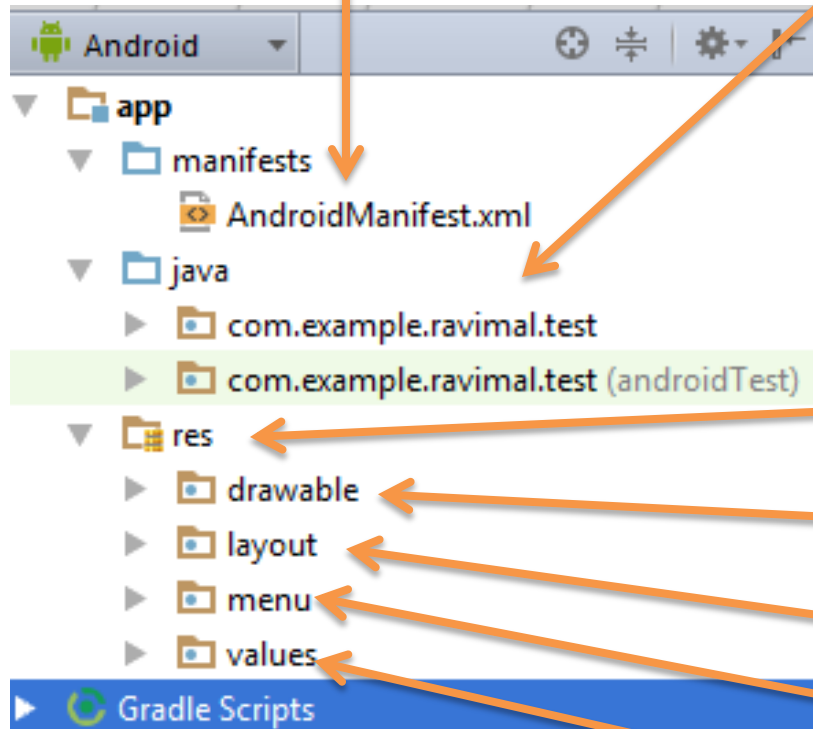 Android
app
manifests
AndroidManifest.xml
java
com.example.ravimal.test
com.example.ravimal.test (androidTest)
res
drawable
layout
menu
values
Gradle Scripts